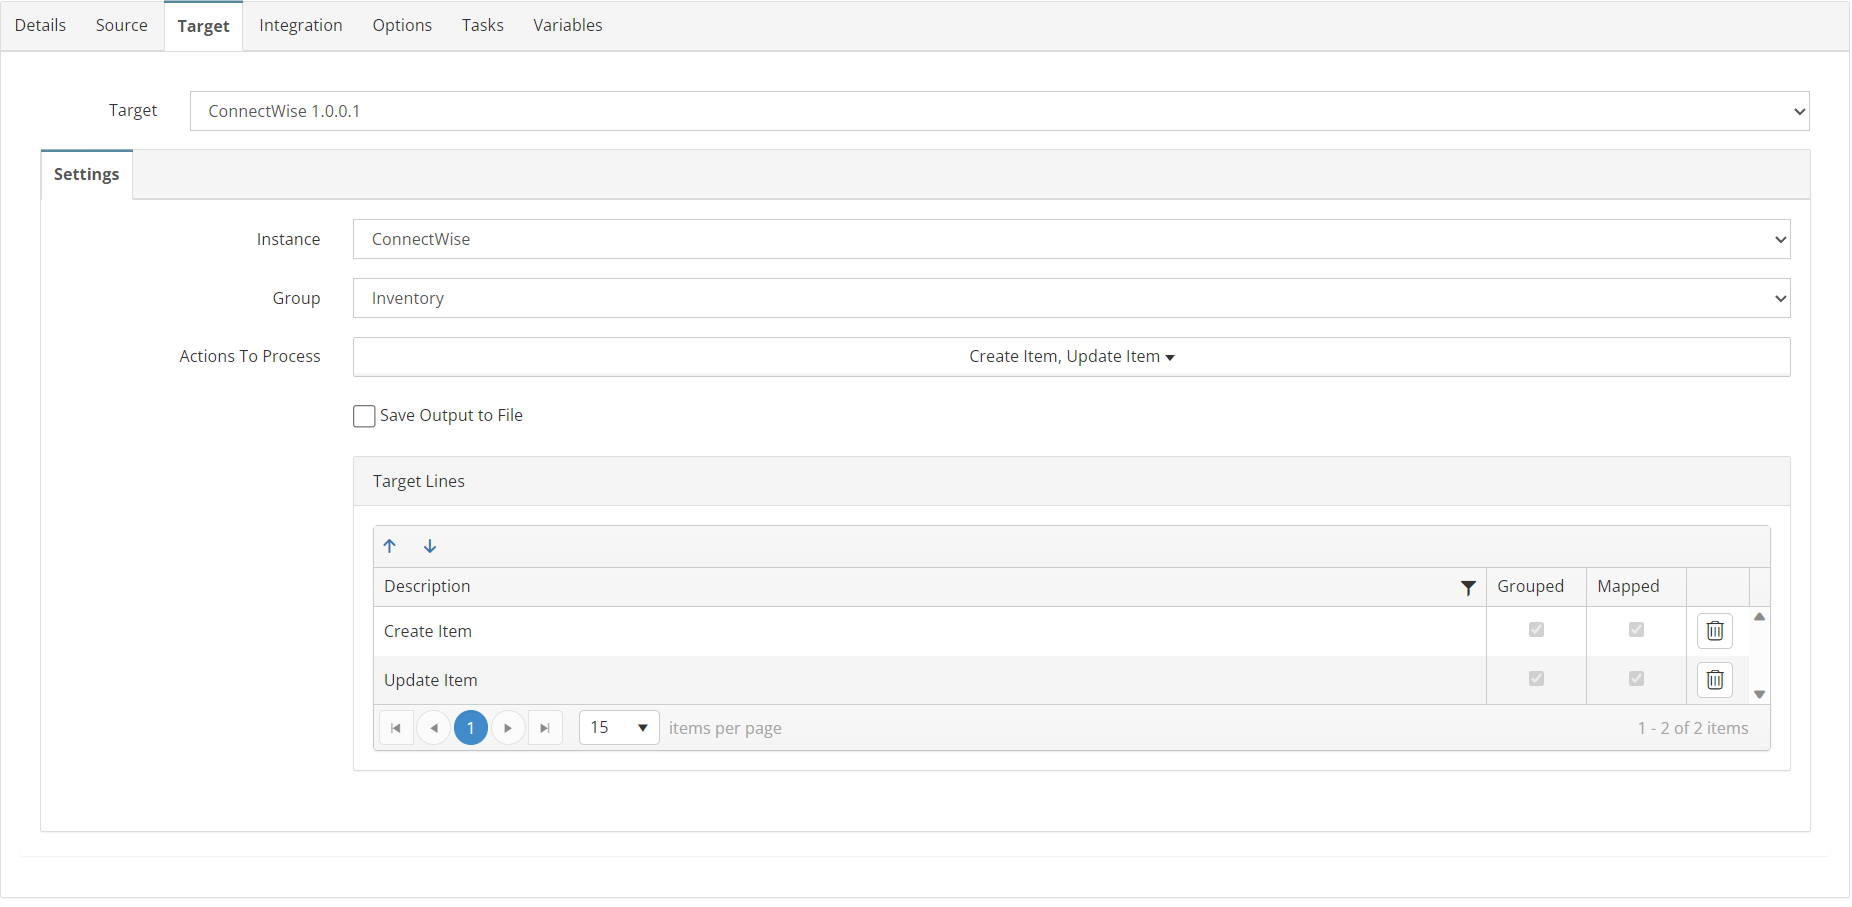 Details Source Target Integration Options Tasks Variables
Target ConnectWise 1.0.0.1
Settings
Instance ConnectWise
Group Inventory
Actions To Process Create Item, Update Item
Save Output to File
Target Lines
Description Grouped Mapped
Create Item
Update Item
1 15 items per page 1 - 2 of 2 items